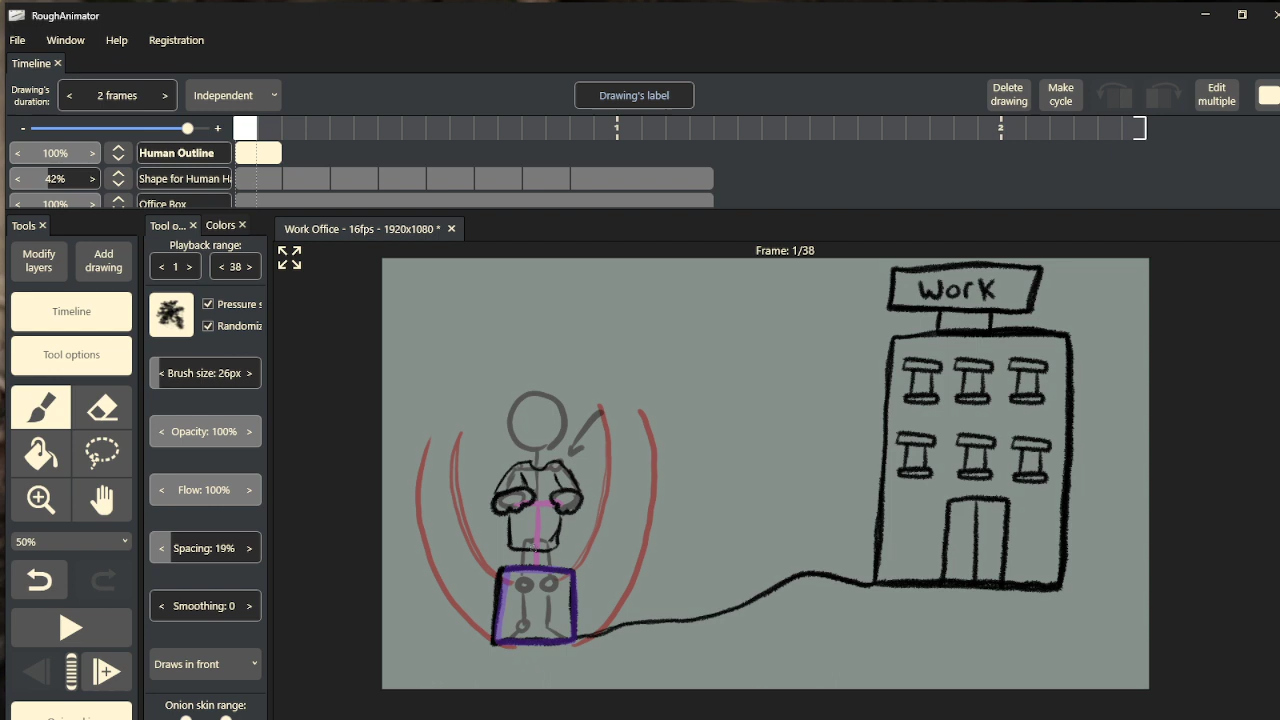 RoughAnimator
File Window Help Registration
Timeline
Drawing's duration:
2 frames
Independent
Drawing's label
Delete drawing
Make cycle
Edit multiple
- + 1 2
100% Human Outline
42% Shape for Human H
100% Office Box
Tools
Tool o... Colors
Work Office - 16fps - 1920x1080 *
Frame: 1/38
Modify layers
Add drawing
Playback range:
< 1 > < 38 >
Timeline
Tool options
Pressure s
Randomiz
Brush size: 26px
Opacity: 100%
Flow: 100%
50%
Spacing: 19%
Smoothing: 0
Draws in front
Onion skin range:
Work